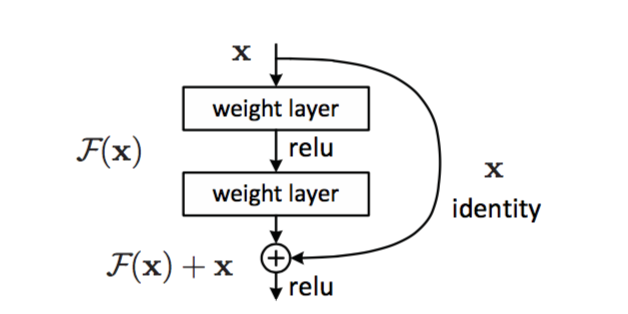 x
weight layer
relu
F(x)
x
identity
weight layer
F(x) + x
relu